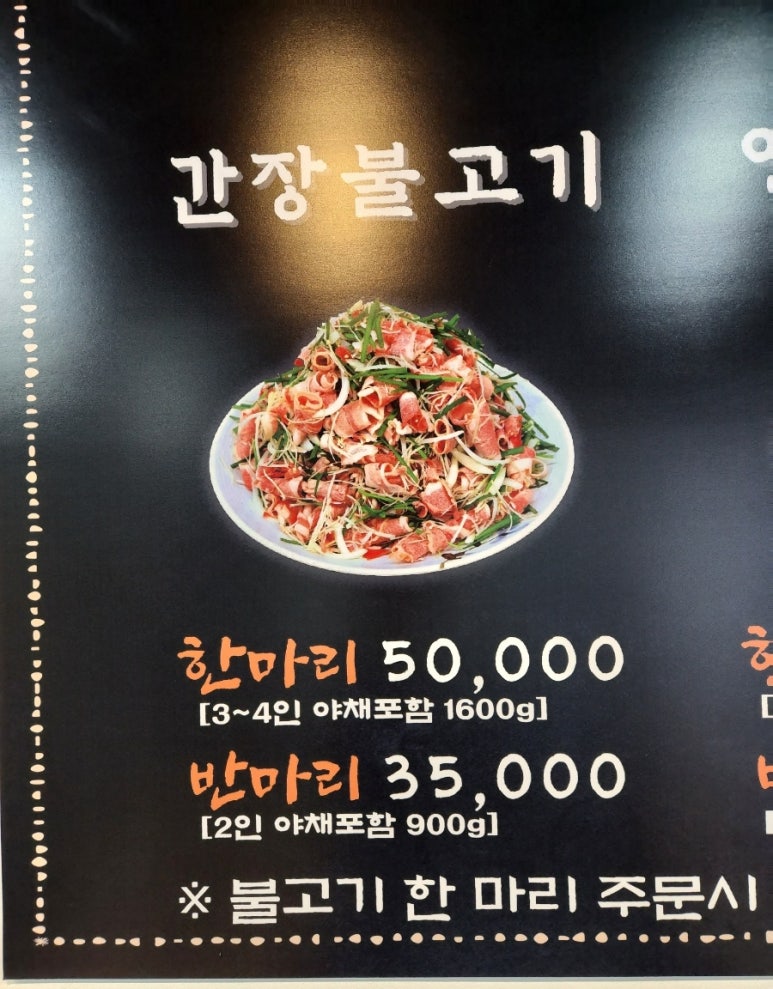 간장불고기
한마리 50,000
[3~4인 야채포함 1600g]
반마리 35,000
[2인 야채포함 900g]
※ 불고기 한 마리 주문시